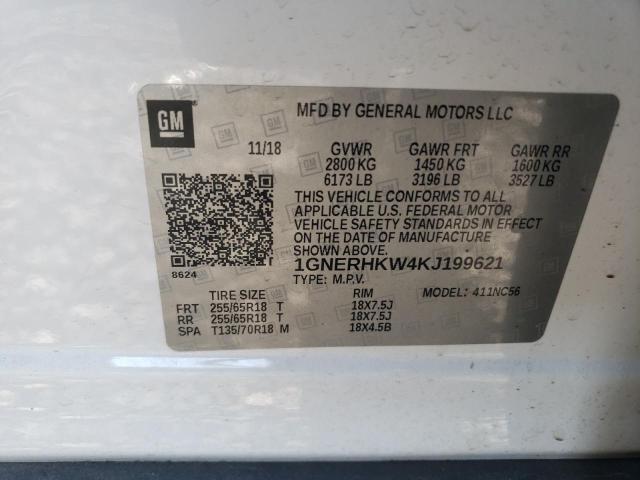 GM
MFD BY GENERAL MOTORS LLC
11/18 GVWR GAWR FRT GAWR RR
2800 KG 1450 KG 1600 KG
6173 LB 3196 LB 3527 LB
THIS VEHICLE CONFORMS TO ALL
APPLICABLE U.S. FEDERAL MOTOR
VEHICLE SAFETY STANDARDS IN EFFECT
ON THE DATE OF MANUFACTURE
SHOWN ABOVE.
8624
1GNERHKW4KJ199621
TYPE: M.P.V.
TIRE SIZE RIM MODEL: 411NC56
FRT 255/65R18 T 18X7.5J
RR 255/65R18 T 18X7.5J
SPA T135/70R18 M 18X4.5B